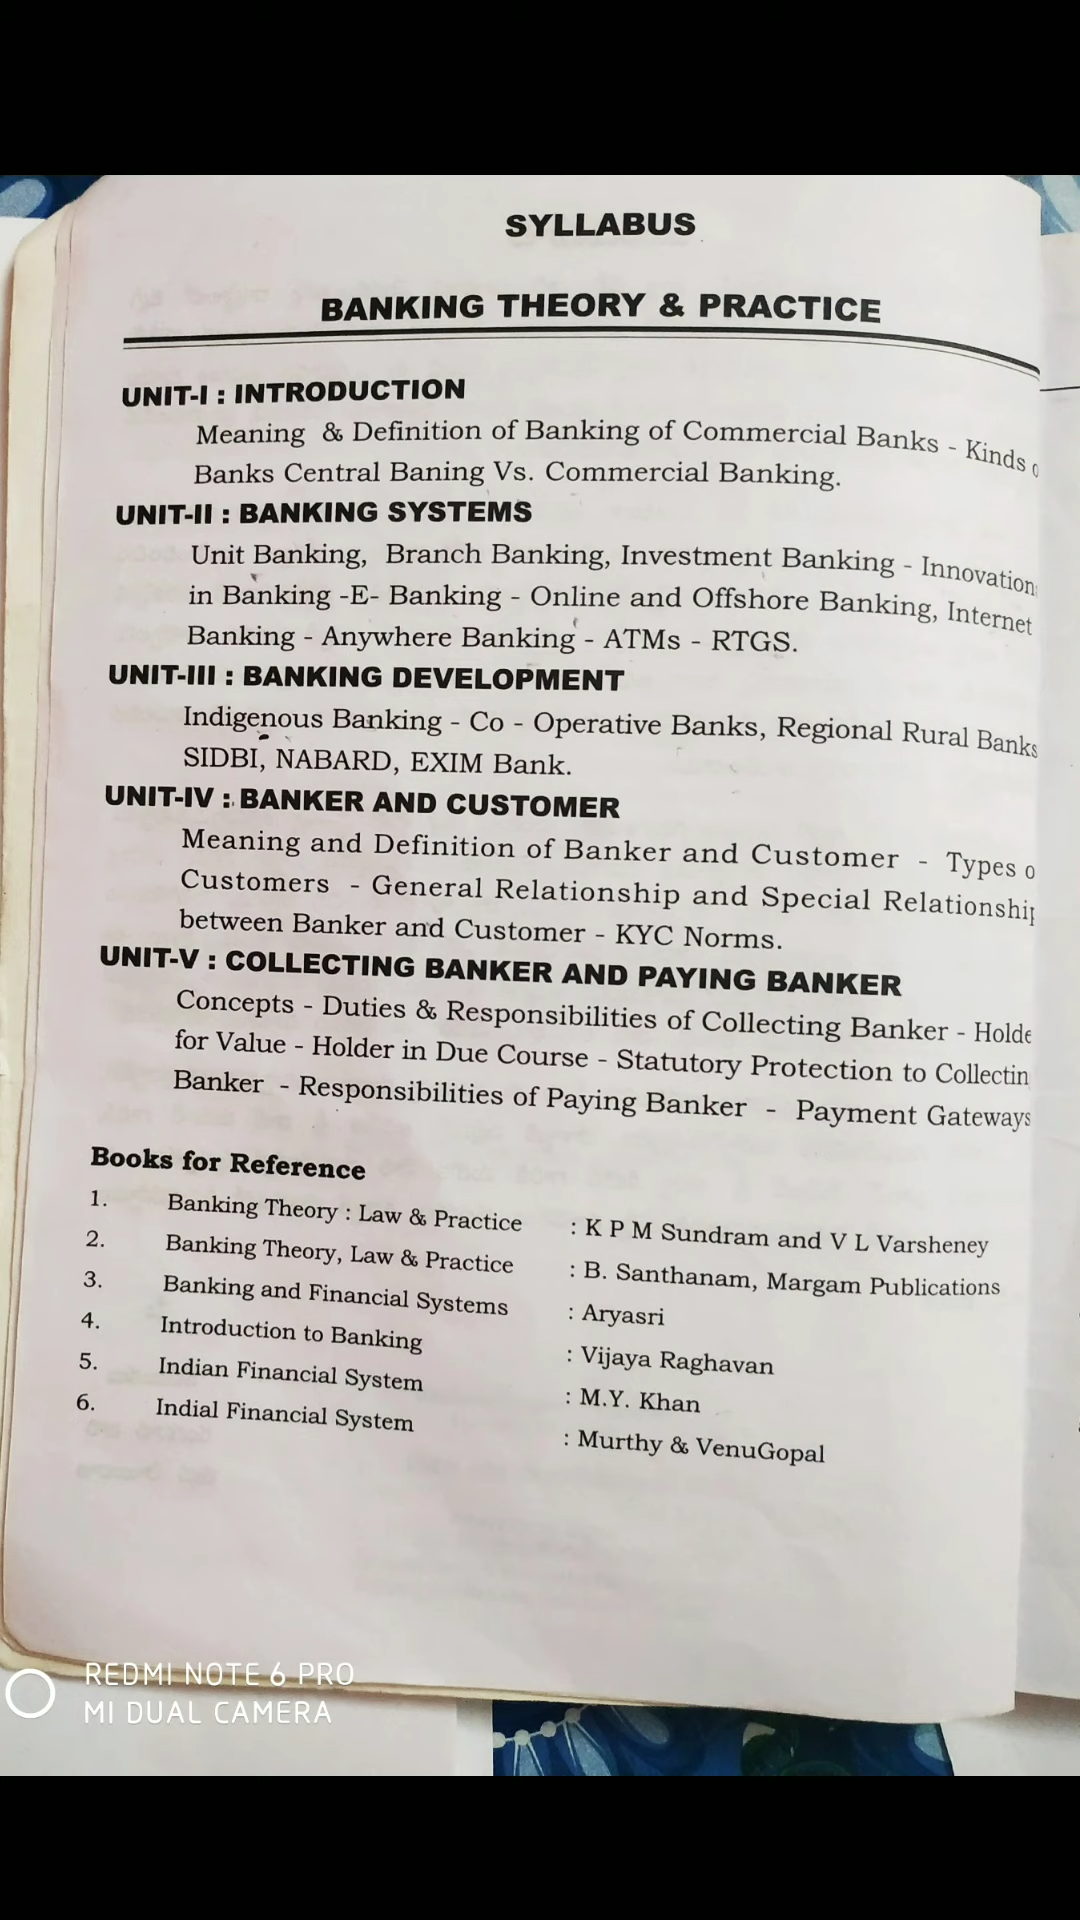 SYLLABUS
BANKING THEORY & PRACTICE
UNIT-I : INTRODUCTION
Meaning & Definition of Banking of Commercial Banks - Kinds
Banks Central Baning Vs. Commercial Banking.
UNIT-II : BANKING SYSTEMS
Unit Banking, Branch Banking, Investment Banking - Innovation
in Banking -E- Banking - Online and Offshore Banking, Internet
Banking - Anywhere Banking - ATMs - RTGS.
UNIT-III : BANKING DEVELOPMENT
Indigenous Banking - Co - Operative Banks, Regional Rural Banks
SIDBI, NABARD, EXIM Bank.
UNIT-IV : BANKER AND CUSTOMER
Meaning and Definition of Banker and Customer - Types
Customers - General Relationship and Special Relationship
between Banker and Customer - KYC Norms.
UNIT-V : COLLECTING BANKER AND PAYING BANKER
Concepts - Duties & Responsibilities of Collecting Banker - Holde
for Value - Holder in Due Course - Statutory Protection to Collectin
Banker - Responsibilities of Paying Banker - Payment Gateways
Books for Reference
1. Banking Theory : Law & Practice : K P M Sundram and V L Varsheney
2. Banking Theory, Law & Practice : B. Santhanam, Margam Publications
3. Banking and Financial Systems : Aryasri
4. Introduction to Banking : Vijaya Raghavan
5. Indian Financial System : M.Y. Khan
6. Indial Financial System : Murthy & VenuGopal
REDMI NOTE 6 PRO
MI DUAL CAMERA